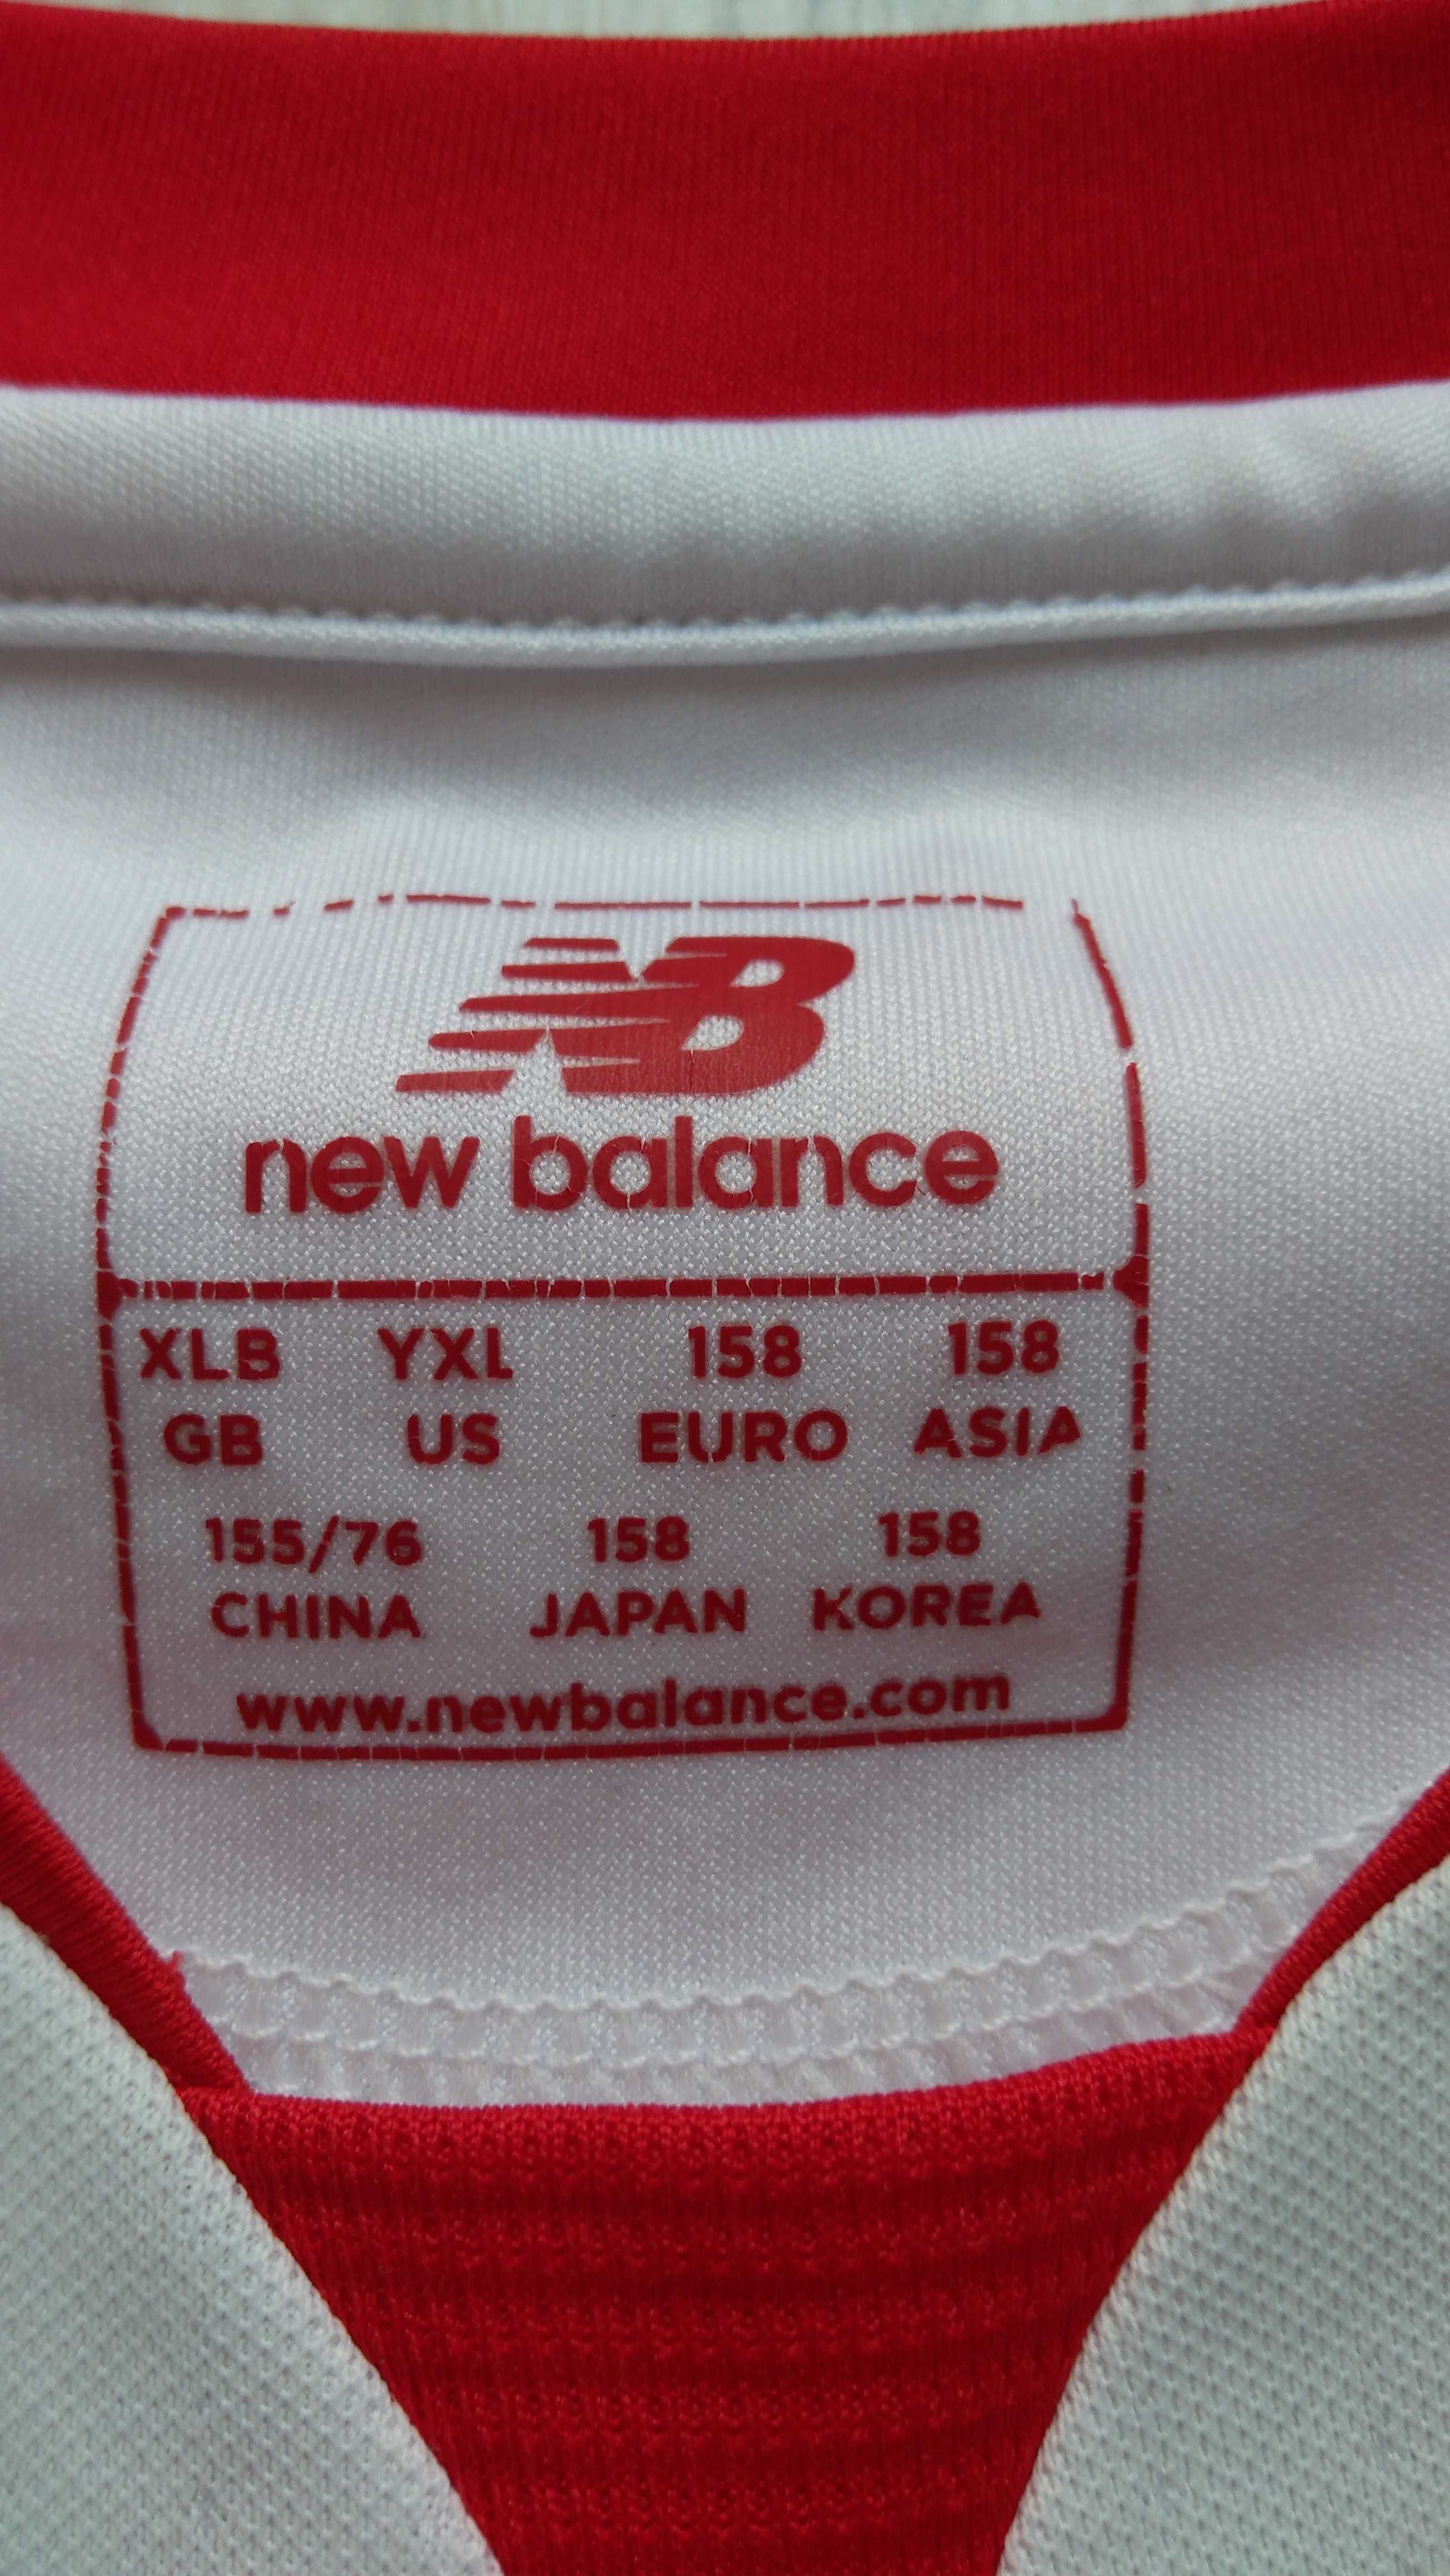 NB
new balance
XLB YXL 158 158
GB US EURO ASIA
155/76 158 158
CHINA JAPAN KOREA
www.newbalance.com